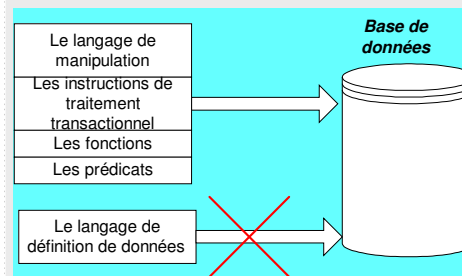 Le langage de
manipulation
Les instructions de
traitement
transactionnel
Les fonctions
Les prédicats
Le langage de
définition de données
Base de
données